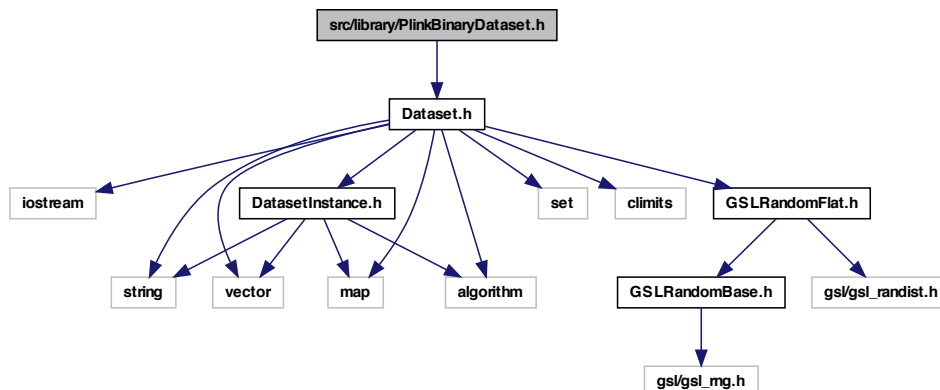 src/library/PlinkBinaryDataset.h
Dataset.h
iostream
DatasetInstance.h
set
climits
GSLRandomFlat.h
string
vector
map
algorithm
GSLRandomBase.h
gsl/gsl_randist.h
gsl/gsl_rng.h